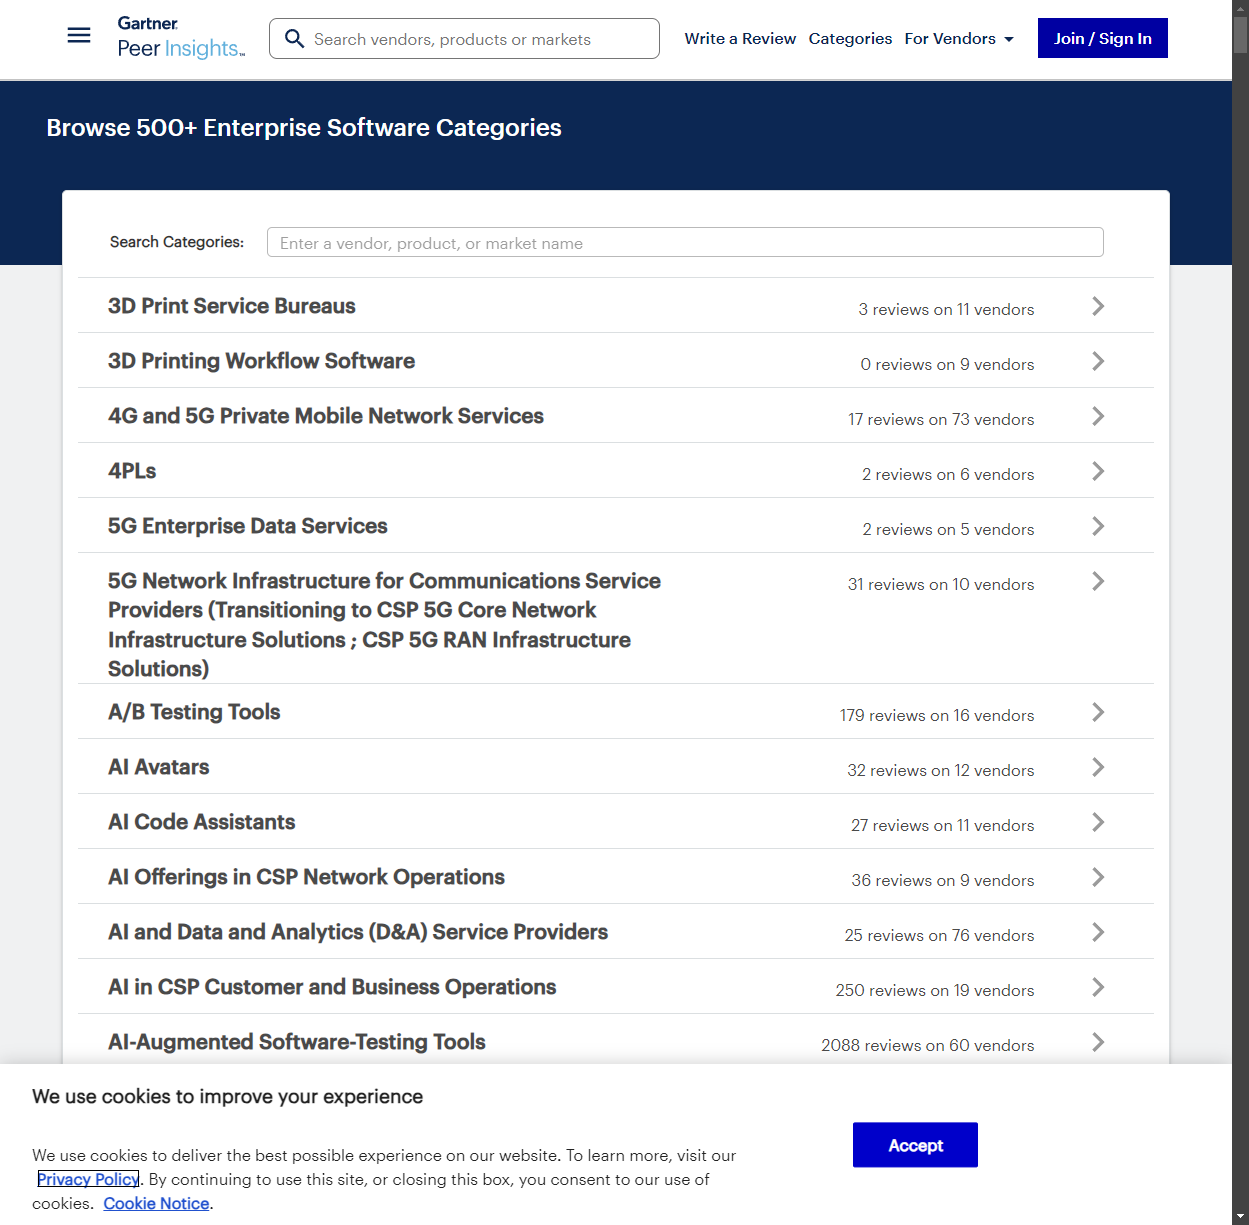 Gartner
Peer Insights™
Search vendors, products or markets
Write a Review
Categories
For Vendors
Join / Sign In
Browse 500+ Enterprise Software Categories
Search Categories:
Enter a vendor, product, or market name
3D Print Service Bureaus
3 reviews on 11 vendors
3D Printing Workflow Software
0 reviews on 9 vendors
4G and 5G Private Mobile Network Services
17 reviews on 73 vendors
4PLs
2 reviews on 6 vendors
5G Enterprise Data Services
2 reviews on 5 vendors
5G Network Infrastructure for Communications Service
Providers (Transitioning to CSP 5G Core Network
Infrastructure Solutions ; CSP 5G RAN Infrastructure
Solutions)
31 reviews on 10 vendors
A/B Testing Tools
179 reviews on 16 vendors
AI Avatars
32 reviews on 12 vendors
AI Code Assistants
27 reviews on 11 vendors
AI Offerings in CSP Network Operations
36 reviews on 9 vendors
AI and Data and Analytics (D&A) Service Providers
25 reviews on 76 vendors
AI in CSP Customer and Business Operations
250 reviews on 19 vendors
AI-Augmented Software-Testing Tools
2088 reviews on 60 vendors
We use cookies to improve your experience
We use cookies to deliver the best possible experience on our website. To learn more, visit our
Privacy Policy. By continuing to use this site, or closing this box, you consent to our use of
cookies. Cookie Notice.
Accept